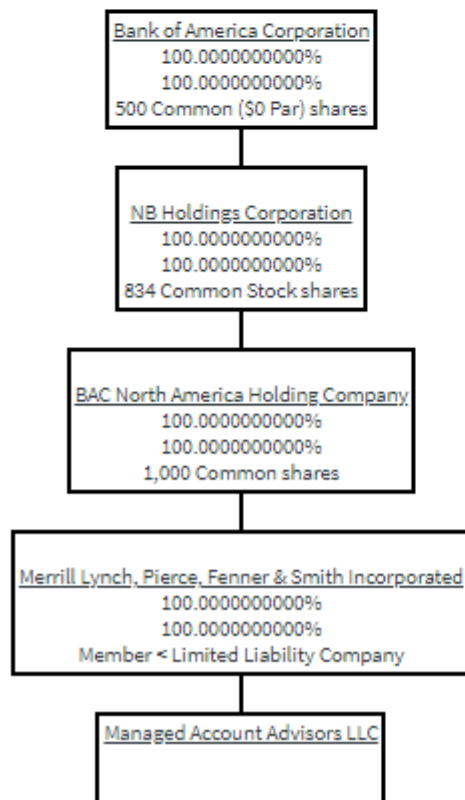 Bank of America Corporation
100.0000000000%
100.0000000000%
500 Common ($0 Par) shares
NB Holdings Corporation
100.0000000000%
100.0000000000%
834 Common Stock shares
BAC North America Holding Company
100.0000000000%
100.0000000000%
1,000 Common shares
Merrill Lynch, Pierce, Fenner & Smith Incorporated
100.0000000000%
100.0000000000%
Member < Limited Liability Company
Managed Account Advisors LLC